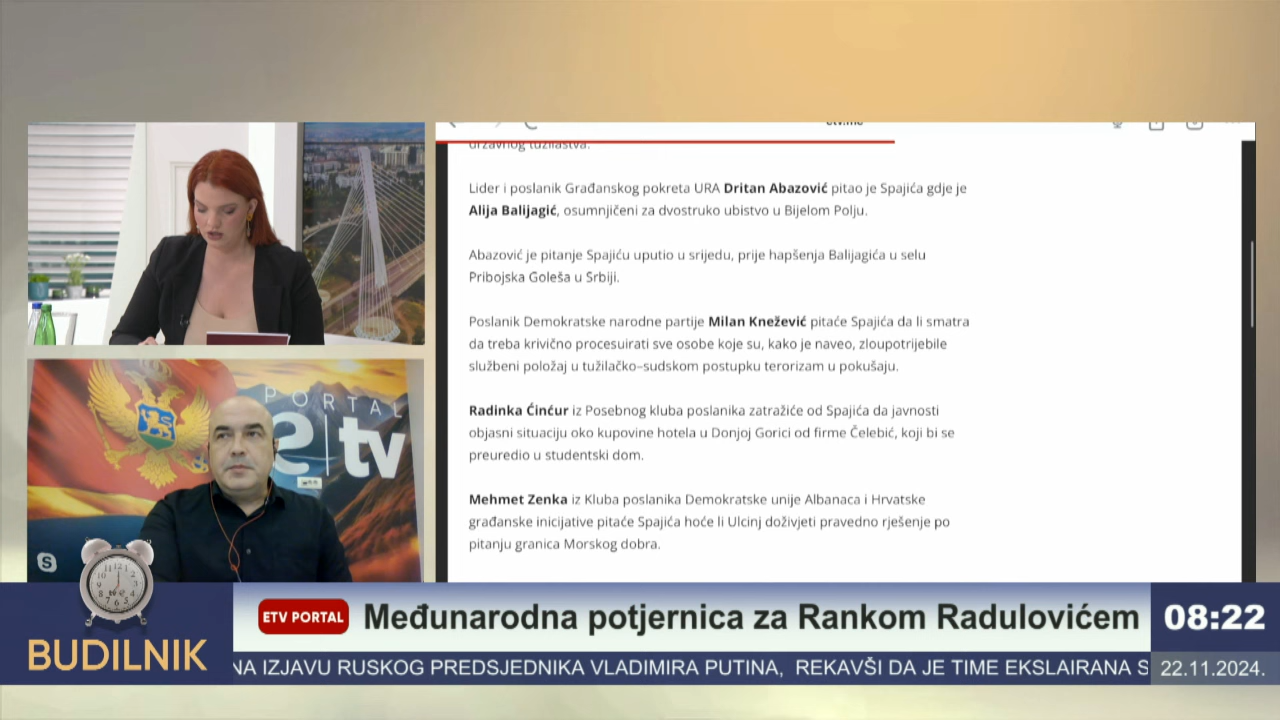 etv.me
državnog tužilaštva.
Lider i poslanik Građanskog pokreta URA Dritan Abazović pitao je Spajića gdje je
Alija Balijagić, osumnjičeni za dvostruko ubistvo u Bijelom Polju.
Abazović je pitanje Spajiću uputio u srijedu, prije hapšenja Balijagića u selu
Pribojska Goleša u Srbiji.
Poslanik Demokratske narodne partije Milan Knežević pitaće Spajića da li smatra
da treba krivično procesuirati sve osobe koje su, kako je naveo, zloupotrijebile
službeni položaj u tužilačko–sudskom postupku terorizam u pokušaju.
Radinka Ćinćur iz Posebnog kluba poslanika zatražiće od Spajića da javnosti
objasni situaciju oko kupovine hotela u Donjoj Gorici od firme Čelebić, koji bi se
preuredio u studentski dom.
Mehmet Zenka iz Kluba poslanika Demokratske unije Albanaca i Hrvatske
građanske inicijative pitaće Spajića hoće li Ulcinj doživjeti pravedno rješenje po
pitanju granica Morskog dobra.
PORTAL
e|tv
S
BUDILNIK
ETV PORTAL
Međunarodna potjernica za Rankom Radulovićem
08:22
NA IZJAVU RUSKOG PREDSJEDNIKA VLADIMIRA PUTINA, REKAVŠI DA JE TIME EKSLAIRANA S
22.11.2024.